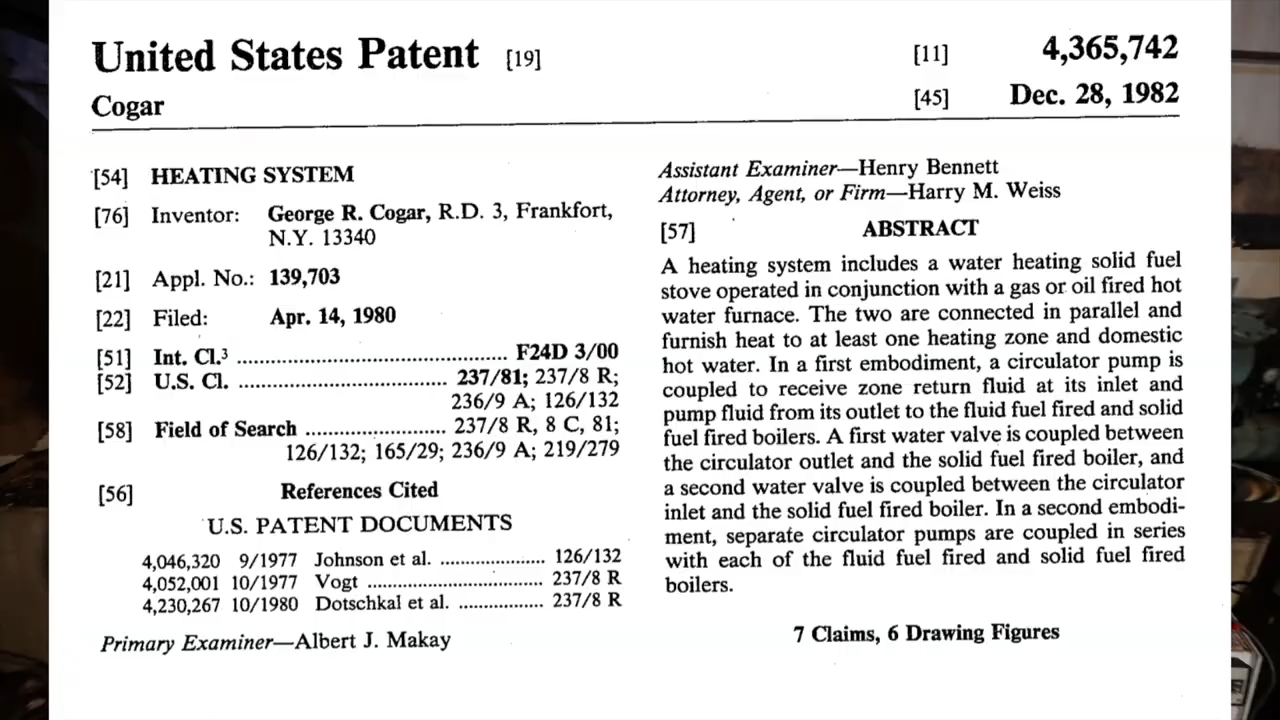 United States Patent [19]
Cogar
[11] 4,365,742
[45] Dec. 28, 1982
[54] HEATING SYSTEM
[76] Inventor: George R. Cogar, R.D. 3, Frankfort,
N.Y. 13340
[21] Appl. No.: 139,703
[22] Filed: Apr. 14, 1980
[51] Int. Cl.³ ........................................ F24D 3/00
[52] U.S. Cl. .................................. 237/81; 237/8 R;
236/9 A; 126/132
[58] Field of Search ....................... 237/8 R, 8 C, 81;
126/132; 165/29; 236/9 A; 219/279
[56] References Cited
U.S. PATENT DOCUMENTS
4,046,320 9/1977 Johnson et al. ..................... 126/132
4,052,001 10/1977 Vogt ................................... 237/8 R
4,230,267 10/1980 Dotschkal et al. ................. 237/8 R
Primary Examiner—Albert J. Makay
Assistant Examiner—Henry Bennett
Attorney, Agent, or Firm—Harry M. Weiss
[57] ABSTRACT
A heating system includes a water heating solid fuel
stove operated in conjunction with a gas or oil fired hot
water furnace. The two are connected in parallel and
furnish heat to at least one heating zone and domestic
hot water. In a first embodiment, a circulator pump is
coupled to receive zone return fluid at its inlet and
pump fluid from its outlet to the fluid fuel fired and solid
fuel fired boilers. A first water valve is coupled between
the circulator outlet and the solid fuel fired boiler, and
a second water valve is coupled between the circulator
inlet and the solid fuel fired boiler. In a second embodi-
ment, separate circulator pumps are coupled in series
with each of the fluid fuel fired and solid fuel fired
boilers.
7 Claims, 6 Drawing Figures